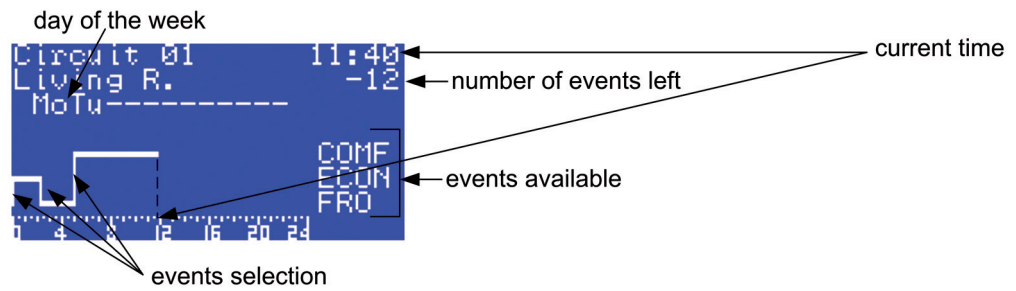 day of the week
Circuit 01 11:40
current time
Living R. -12
number of events left
MoTu----------
COMF
ECON
events available
FRO
0 4 8 12 16 20 24
events selection